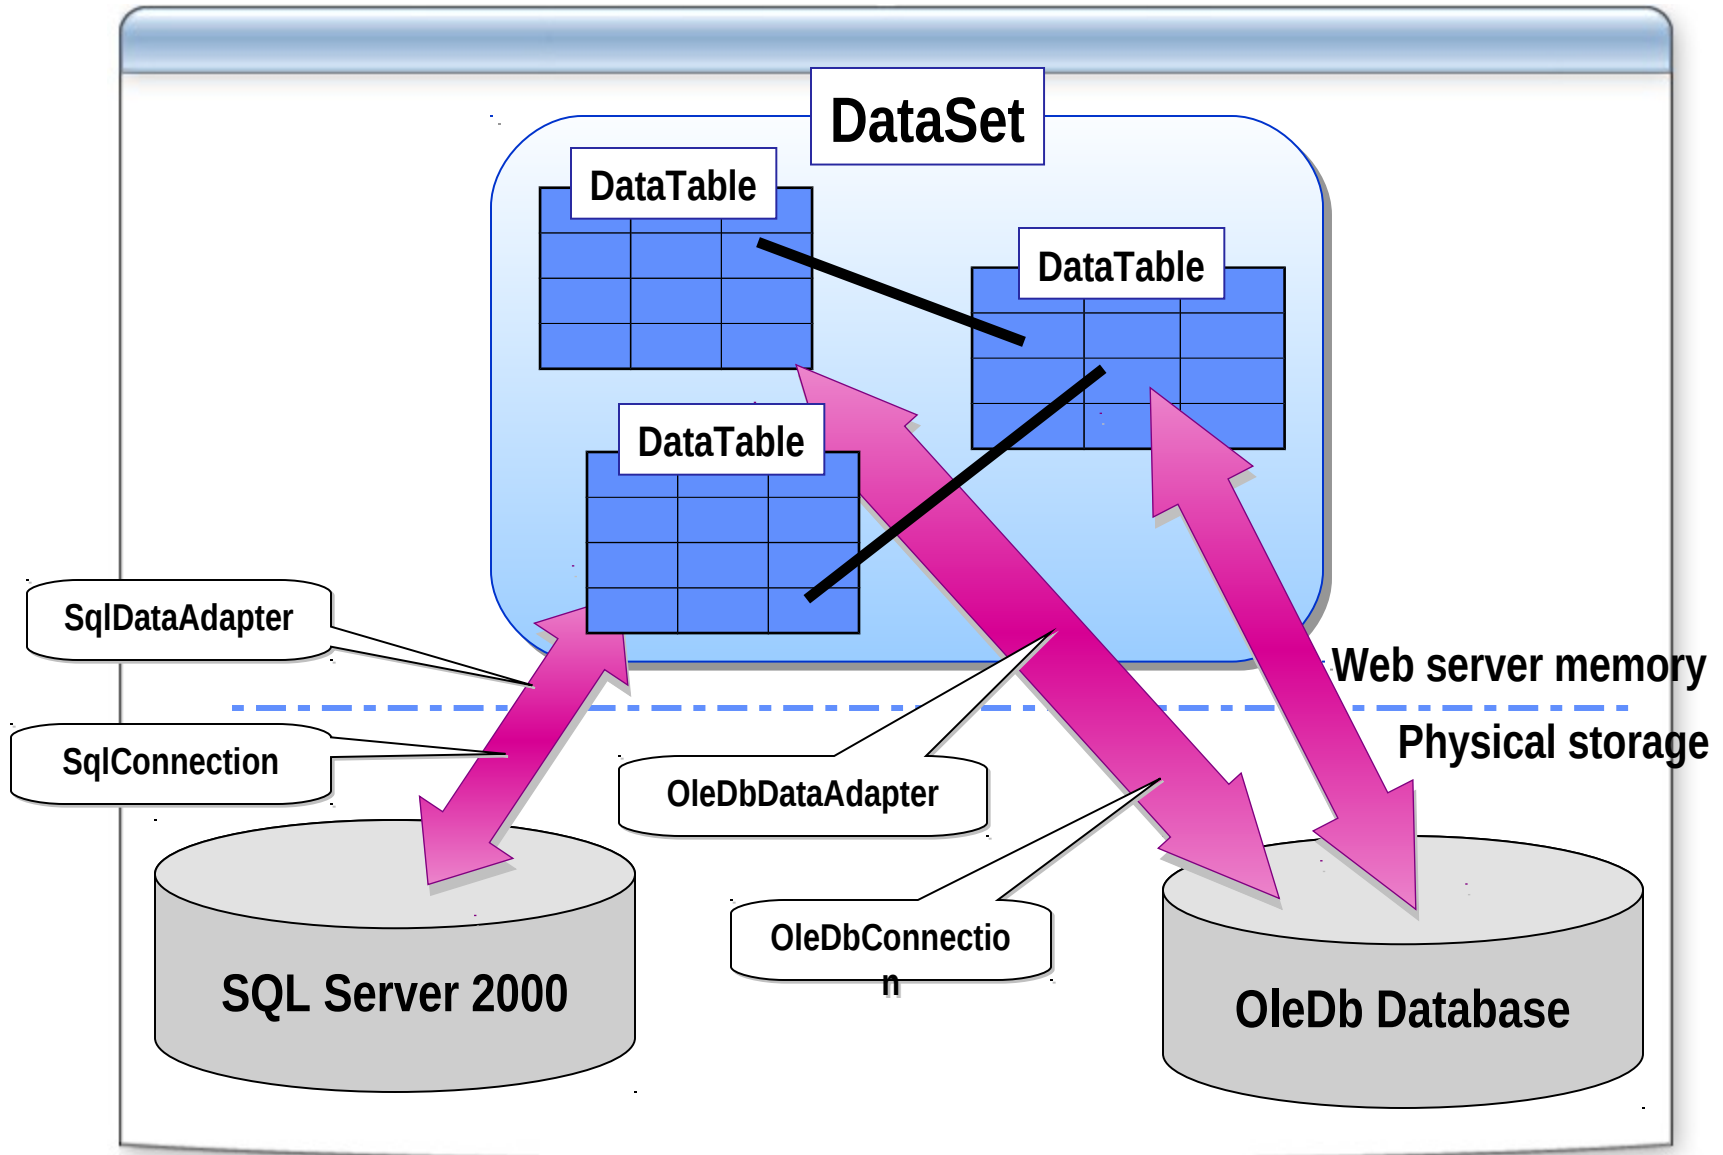 DataSet
DataTable
DataTable
DataTable
SqlDataAdapter
Web server memory
SqlConnection
Physical storage
OleDbDataAdapter
OleDbConnectio
n
SQL Server 2000
OleDb Database